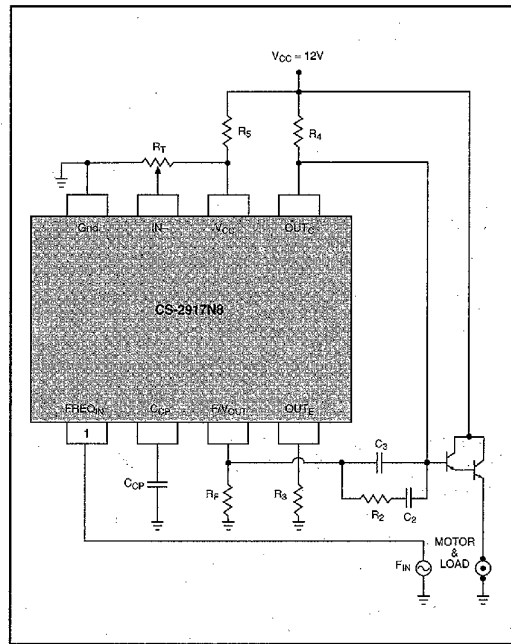 VCC = 12V
R5
R4
RT
Gnd
IN
VCC
OUTC
CS-2917N8
FREQIN
CCP
F/VOUT
OUTE
1
CCP
C3
RF
R3
R2
C2
MOTOR
&
LOAD
FIN